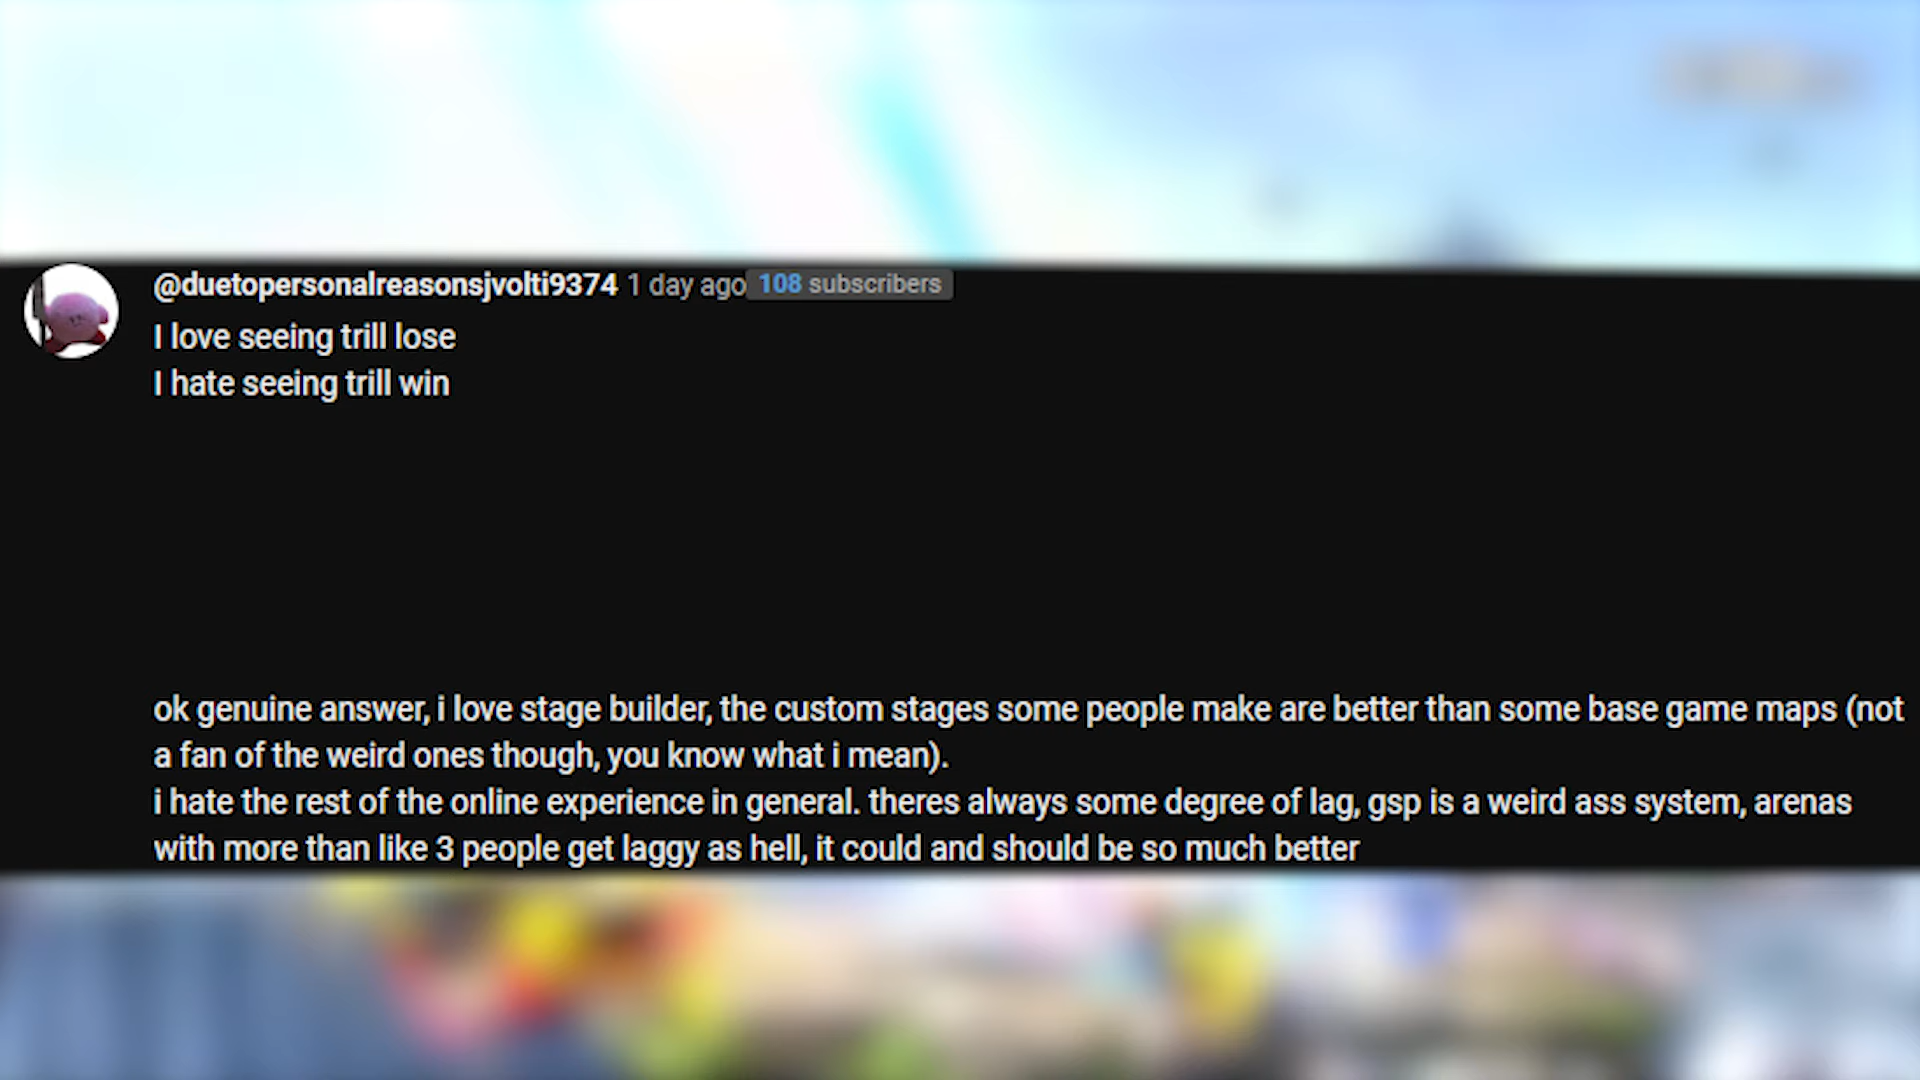 @duetopersonalreasonsjvolti9374 1 day ago 108 subscribers
I love seeing trill lose
I hate seeing trill win
ok genuine answer, i love stage builder, the custom stages some people make are better than some base game maps (not
a fan of the weird ones though, you know what i mean).
i hate the rest of the online experience in general. theres always some degree of lag, gsp is a weird ass system, arenas
with more than like 3 people get laggy as hell, it could and should be so much better